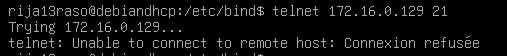 rija13raso@debiandhcp:/etc/bind$ telnet 172.16.0.129 21
Trying 172.16.0.129...
telnet: Unable to connect to remote host: Connexion refusée